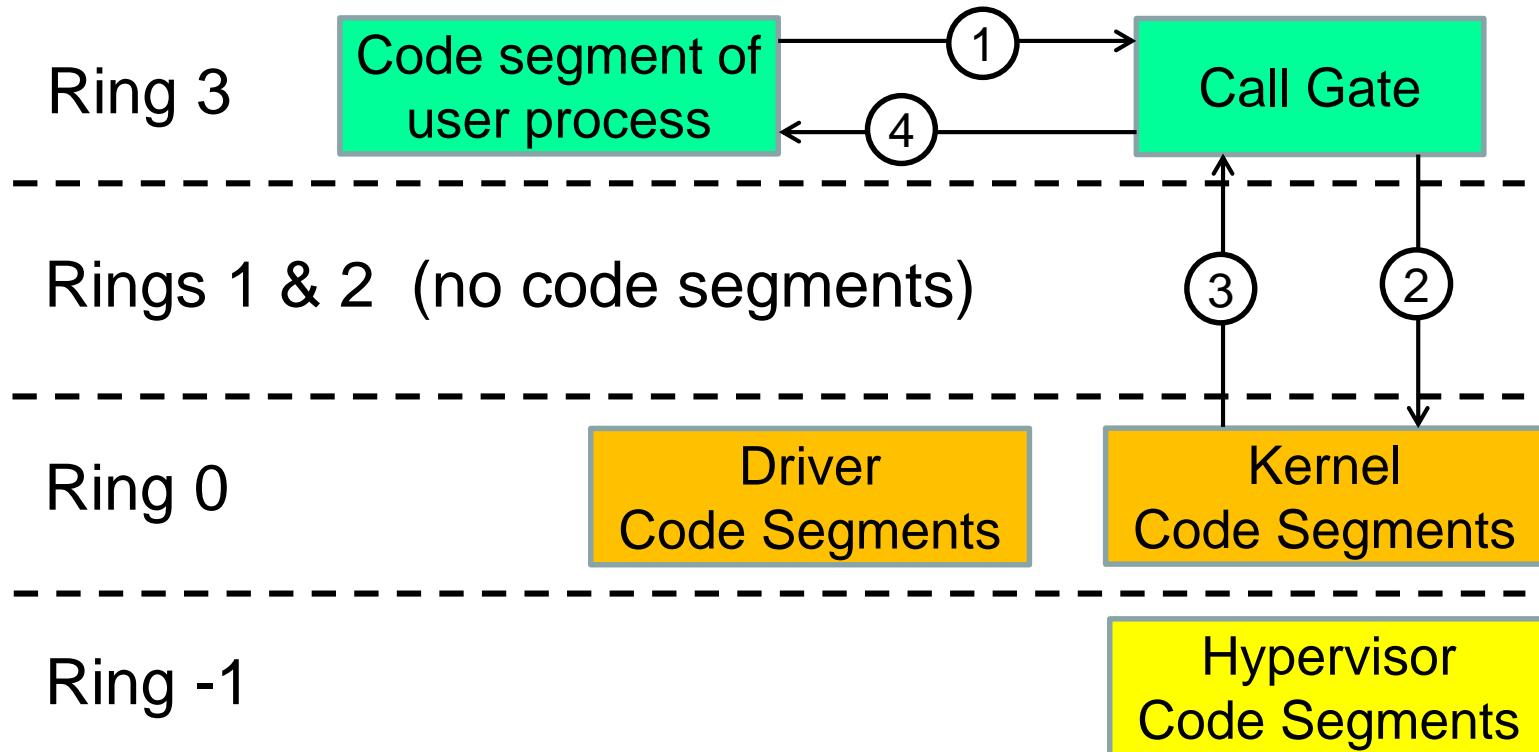 Ring 3
Code segment of
user process
1
4
Call Gate
Rings 1 & 2 (no code segments)
3
2
Ring 0
Driver
Code Segments
Kernel
Code Segments
Ring -1
Hypervisor
Code Segments